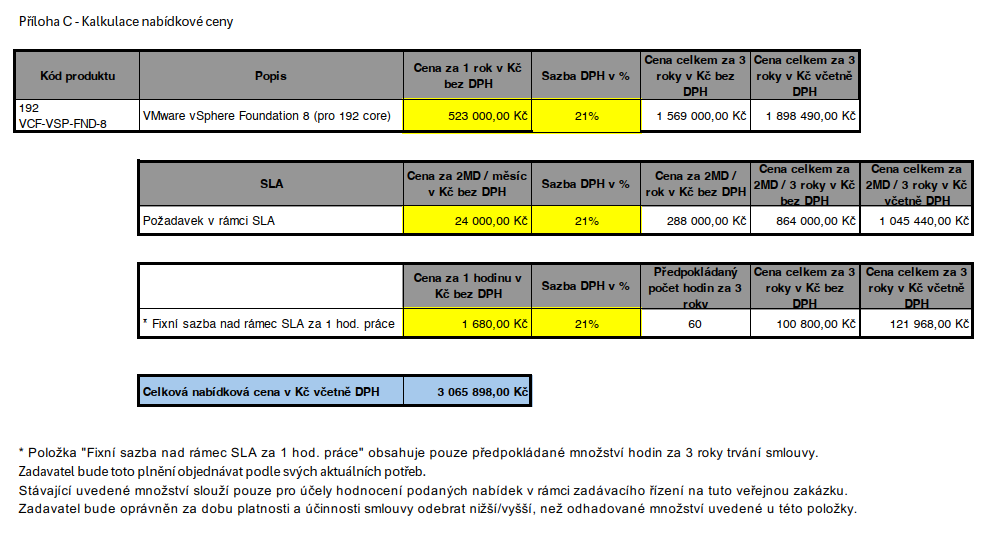 Příloha C - Kalkulace nabídkové ceny
Kód produktu
Popis
Cena za 1 rok v Kč
bez DPH
Sazba DPH v %
Cena celkem za 3
roky v Kč bez
DPH
Cena celkem za 3
roky v Kč včetně
DPH
192
VCF-VSP-FND-8
VMware vSphere Foundation 8 (pro 192 core)
523 000,00 Kč
21%
1 569 000,00 Kč
1 898 490,00 Kč
SLA
Cena za 2MD / měsíc
v Kč bez DPH
Sazba DPH v %
Cena za 2MD /
rok v Kč bez DPH
Cena celkem za
2MD / 3 roky v Kč
bez DPH
Cena celkem za
2MD / 3 roky v Kč
včetně DPH
Požadavek v rámci SLA
24 000,00 Kč
21%
288 000,00 Kč
864 000,00 Kč
1 045 440,00 Kč
Cena za 1 hodinu v
Kč bez DPH
Sazba DPH v %
Předpokládaný
počet hodin za 3
roky
Cena celkem za 3
roky v Kč bez
DPH
Cena celkem za 3
roky v Kč včetně
DPH
* Fixní sazba nad rámec SLA za 1 hod. práce
1 680,00 Kč
21%
60
100 800,00 Kč
121 968,00 Kč
Celková nabídková cena v Kč včetně DPH
3 065 898,00 Kč
* Položka "Fixní sazba nad rámec SLA za 1 hod. práce" obsahuje pouze předpokládané množství hodin za 3 roky trvání smlouvy.
Zadavatel bude toto plnění objednávat podle svých aktuálních potřeb.
Stávající uvedené množství slouží pouze pro účely hodnocení podaných nabídek v rámci zadávacího řízení na tuto veřejnou zakázku.
Zadavatel bude oprávněn za dobu platnosti a účinnosti smlouvy odebrat nižší/vyšší, než odhadované množství uvedené u této položky.